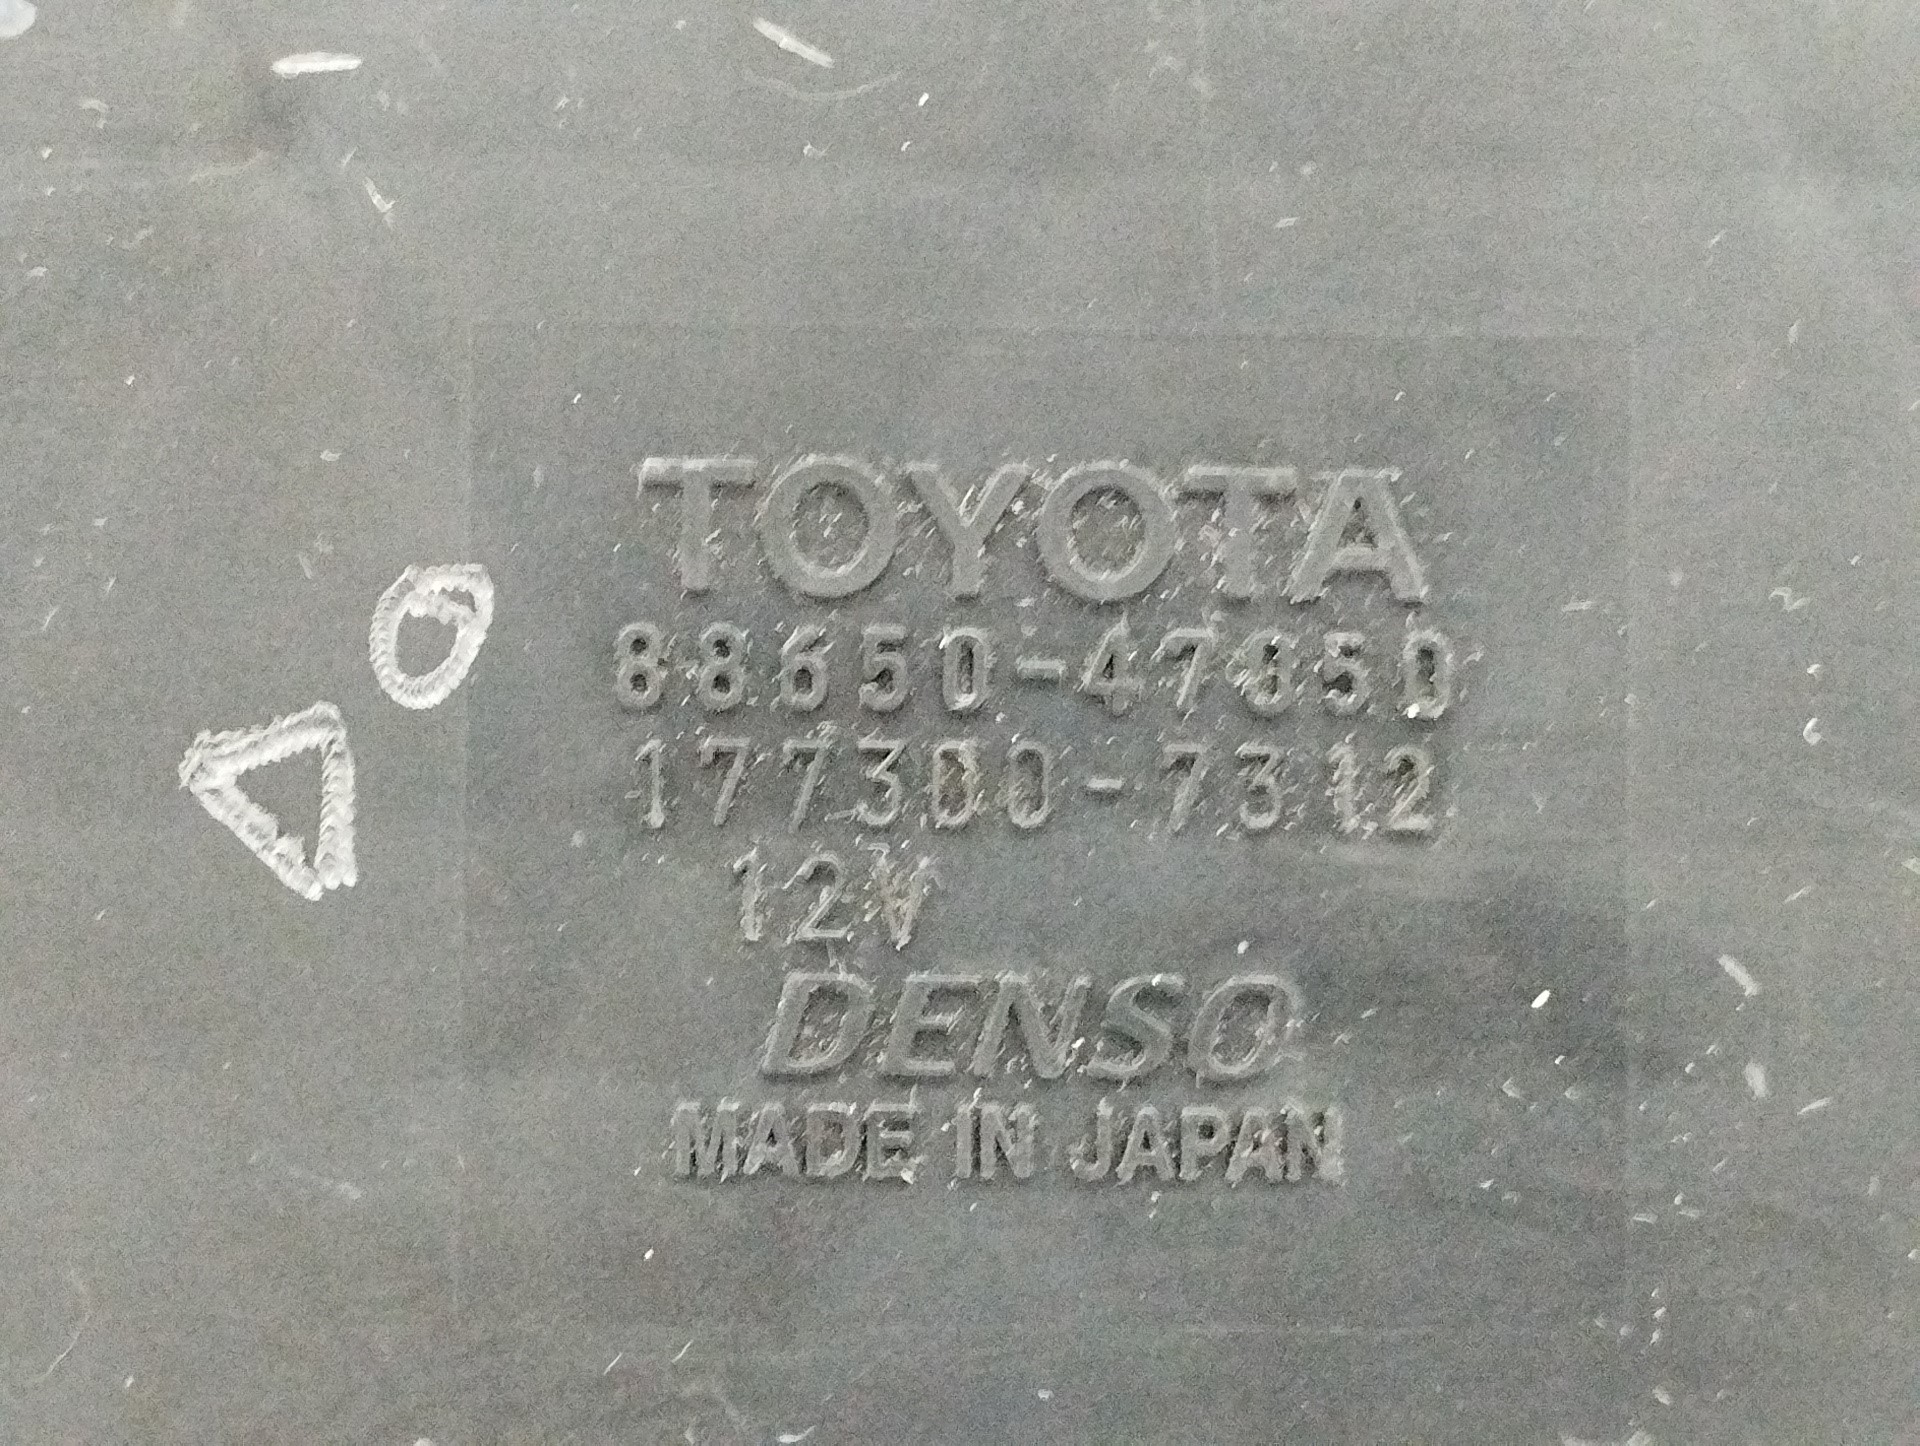 TOYOTA
88650-47050
177300-7312
12V
DENSO
MADE IN JAPAN